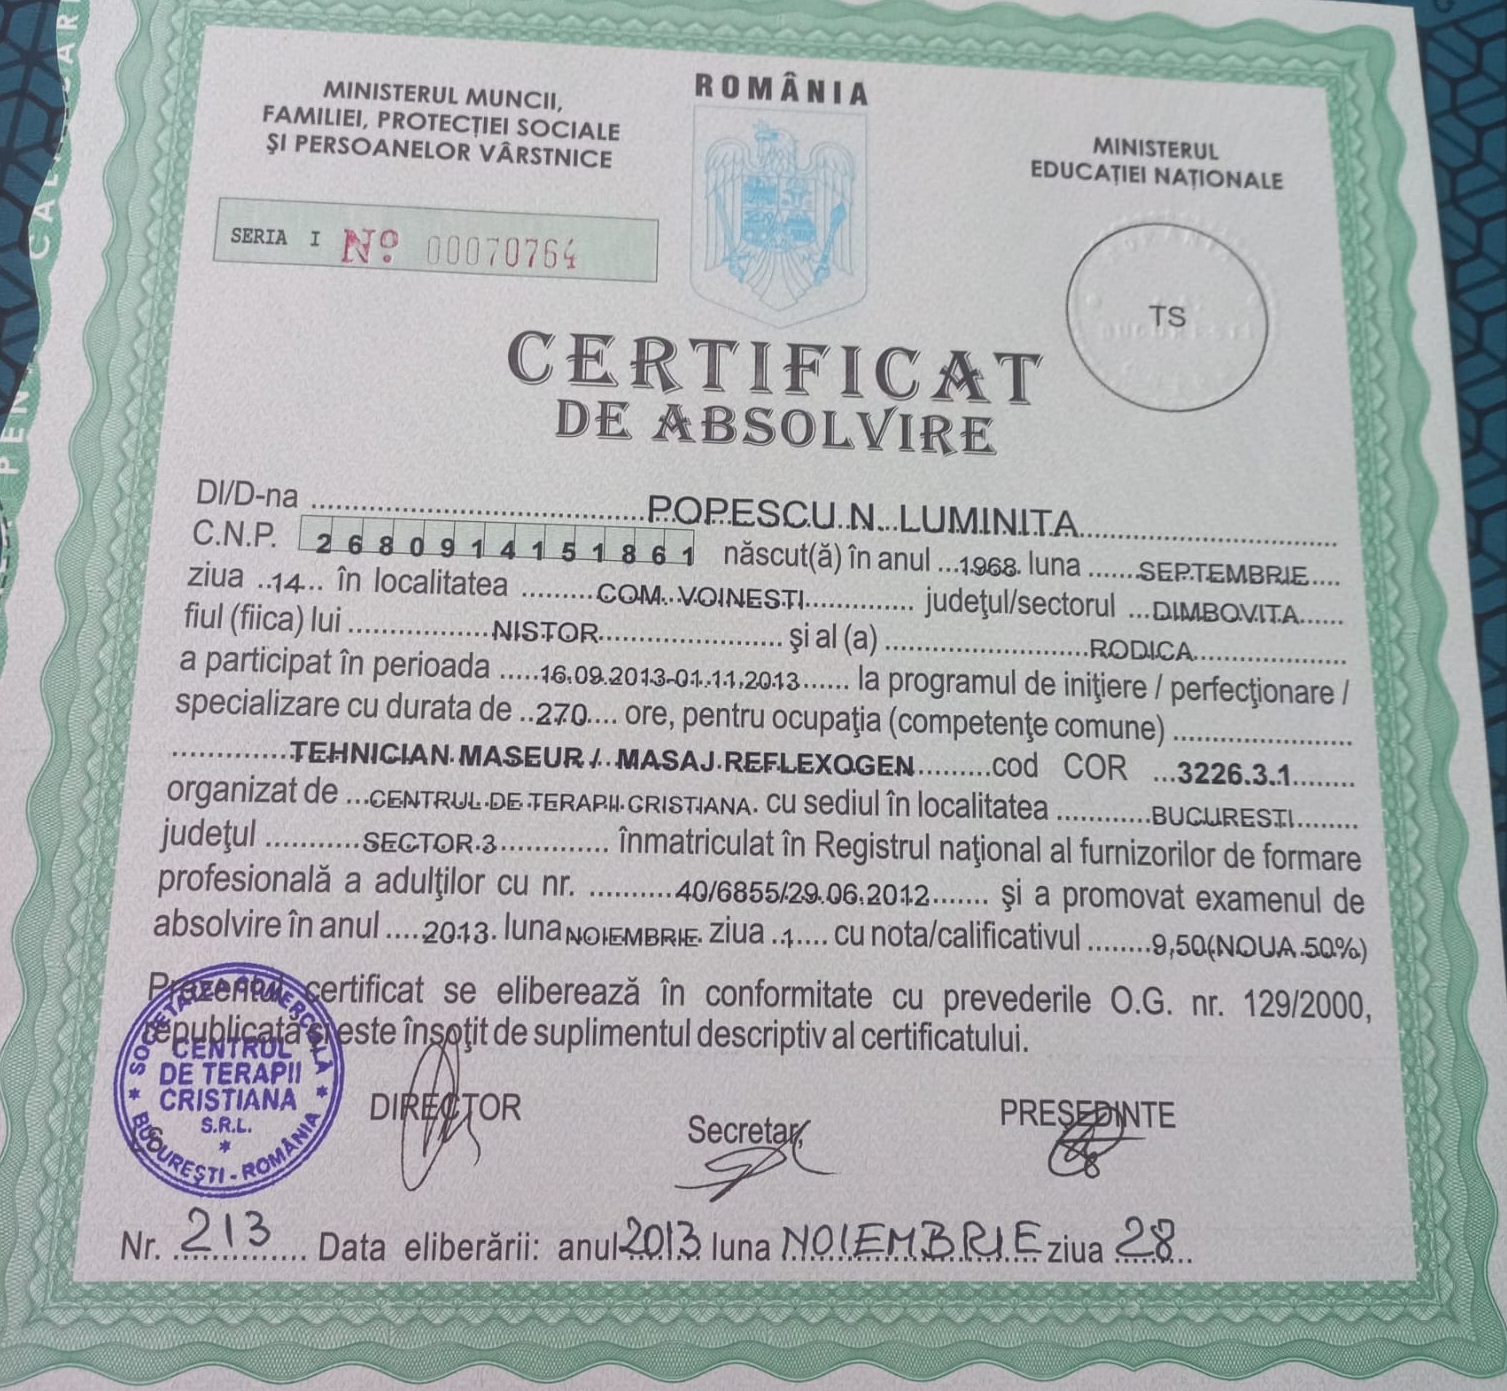 ROMÂNIA
MINISTERUL MUNCII,
FAMILIEI, PROTECȚIEI SOCIALE
ȘI PERSOANELOR VÂRSTNICE
MINISTERUL
EDUCAȚIEI NAȚIONALE
SERIA I Nº 00070764
TS
CERTIFICAT
DE ABSOLVIRE
Dl/D-na POPESCU N. LUMINITA
C.N.P. 2680914151861 născut(ă) în anul 1968 luna SEPTEMBRIE
ziua 14 în localitatea COM. VOINESTI județul/sectorul DIMBOVITA
fiul (fiica) lui NISTOR și al (a) RODICA
a participat în perioada 16.09.2013-01.11.2013 la programul de inițiere / perfecționare /
specializare cu durata de 270 ore, pentru ocupația (competențe comune)
TEHNICIAN MASEUR / MASAJ REFLEXOGEN cod COR 3226.3.1
organizat de CENTRUL DE TERAPII CRISTIANA cu sediul în localitatea BUCURESTI
județul SECTOR 3 înmatriculat în Registrul național al furnizorilor de formare
profesională a adulților cu nr. 40/6855/29.06.2012 și a promovat examenul de
absolvire în anul 2013 luna NOIEMBRIE ziua 1 cu nota/calificativul 9,50(NOUA 50%)
Prezentul certificat se eliberează în conformitate cu prevederile O.G. nr. 129/2000,
republicată și este însoțit de suplimentul descriptiv al certificatului.
SOCIETATEA COMERCIALĂ
CENTRUL
DE TERAPII
CRISTIANA
S.R.L.
BUCUREȘTI - ROMÂNIA
DIRECTOR
Secretar,
PREȘEDINTE
Nr. 213 Data eliberării: anul 2013 luna NOIEMBRIE ziua 28